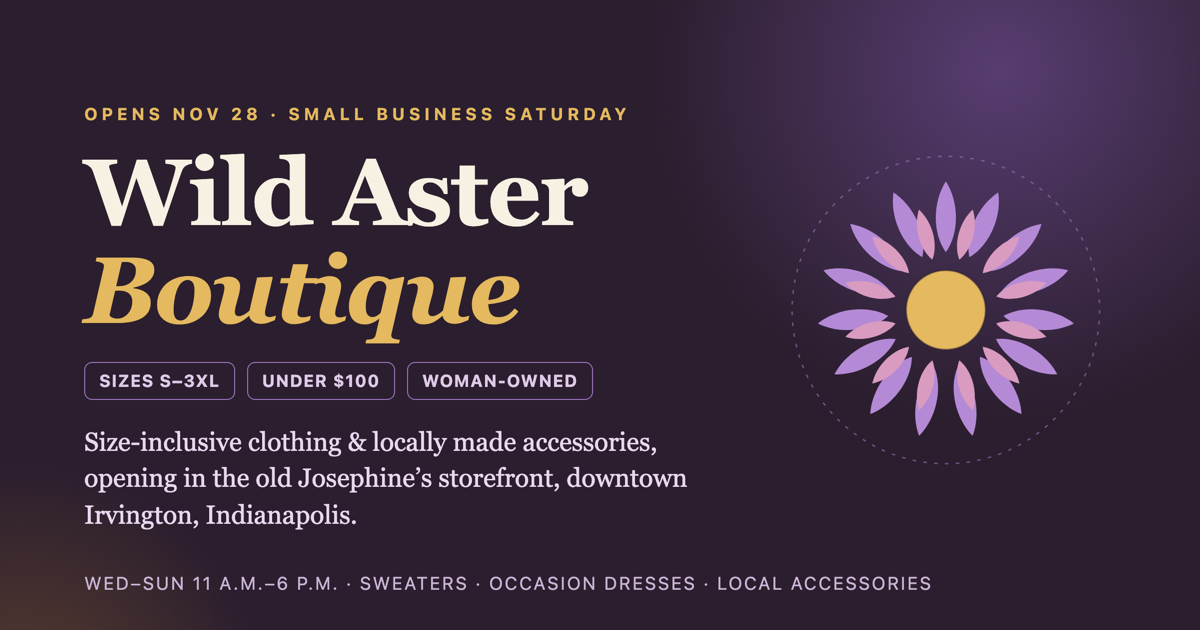 OPENS NOV 28 · SMALL BUSINESS SATURDAY
Wild Aster
Boutique
SIZES S–3XL UNDER $100 WOMAN-OWNED
Size-inclusive clothing & locally made accessories,
opening in the old Josephine’s storefront, downtown
Irvington, Indianapolis.
WED–SUN 11 A.M.–6 P.M. · SWEATERS · OCCASION DRESSES · LOCAL ACCESSORIES